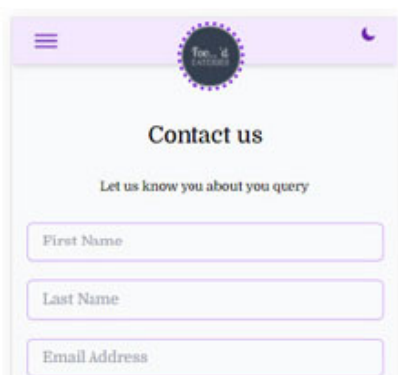 Contact us
Let us know you about you query
First Name
Last Name
Email Address